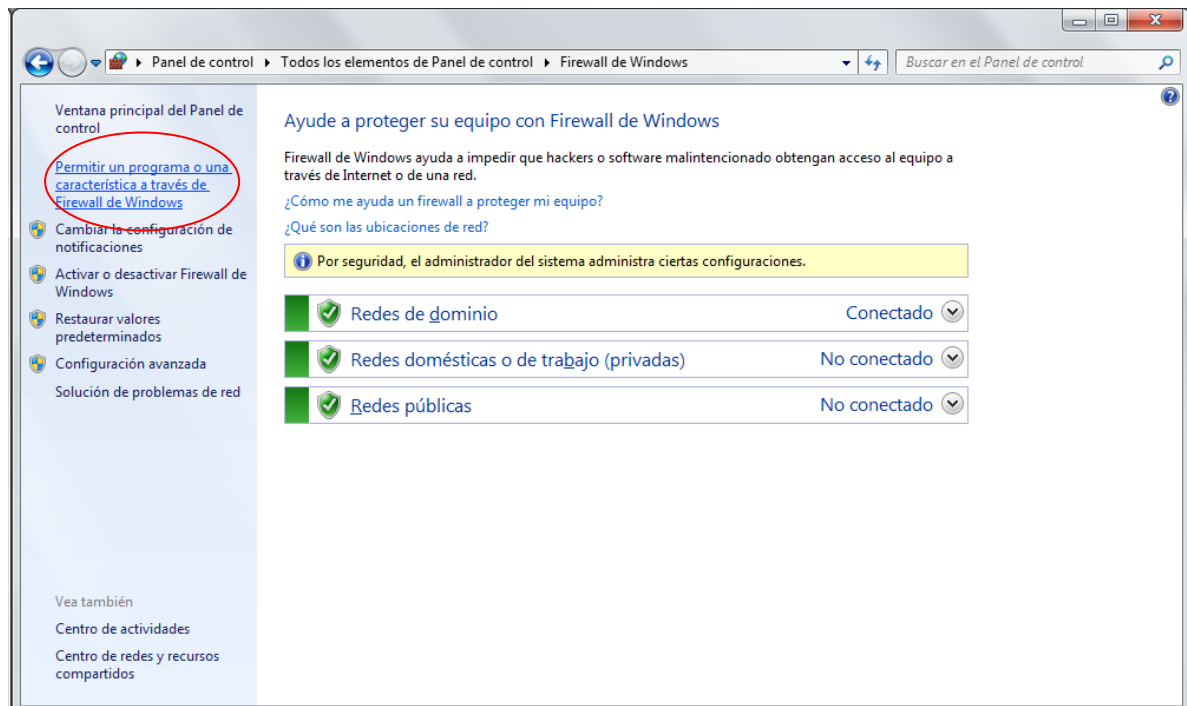 Panel de control ▸ Todos los elementos de Panel de control ▸ Firewall de Windows
Buscar en el Panel de control
Ventana principal del Panel de
control
Permitir un programa o una
característica a través de
Firewall de Windows
Cambiar la configuración de
notificaciones
Activar o desactivar Firewall de
Windows
Restaurar valores
predeterminados
Configuración avanzada
Solución de problemas de red
Vea también
Centro de actividades
Centro de redes y recursos
compartidos
Ayude a proteger su equipo con Firewall de Windows
Firewall de Windows ayuda a impedir que hackers o software malintencionado obtengan acceso al equipo a
través de Internet o de una red.
¿Cómo me ayuda un firewall a proteger mi equipo?
¿Qué son las ubicaciones de red?
Por seguridad, el administrador del sistema administra ciertas configuraciones.
Redes de dominio Conectado
Redes domésticas o de trabajo (privadas) No conectado
Redes públicas No conectado